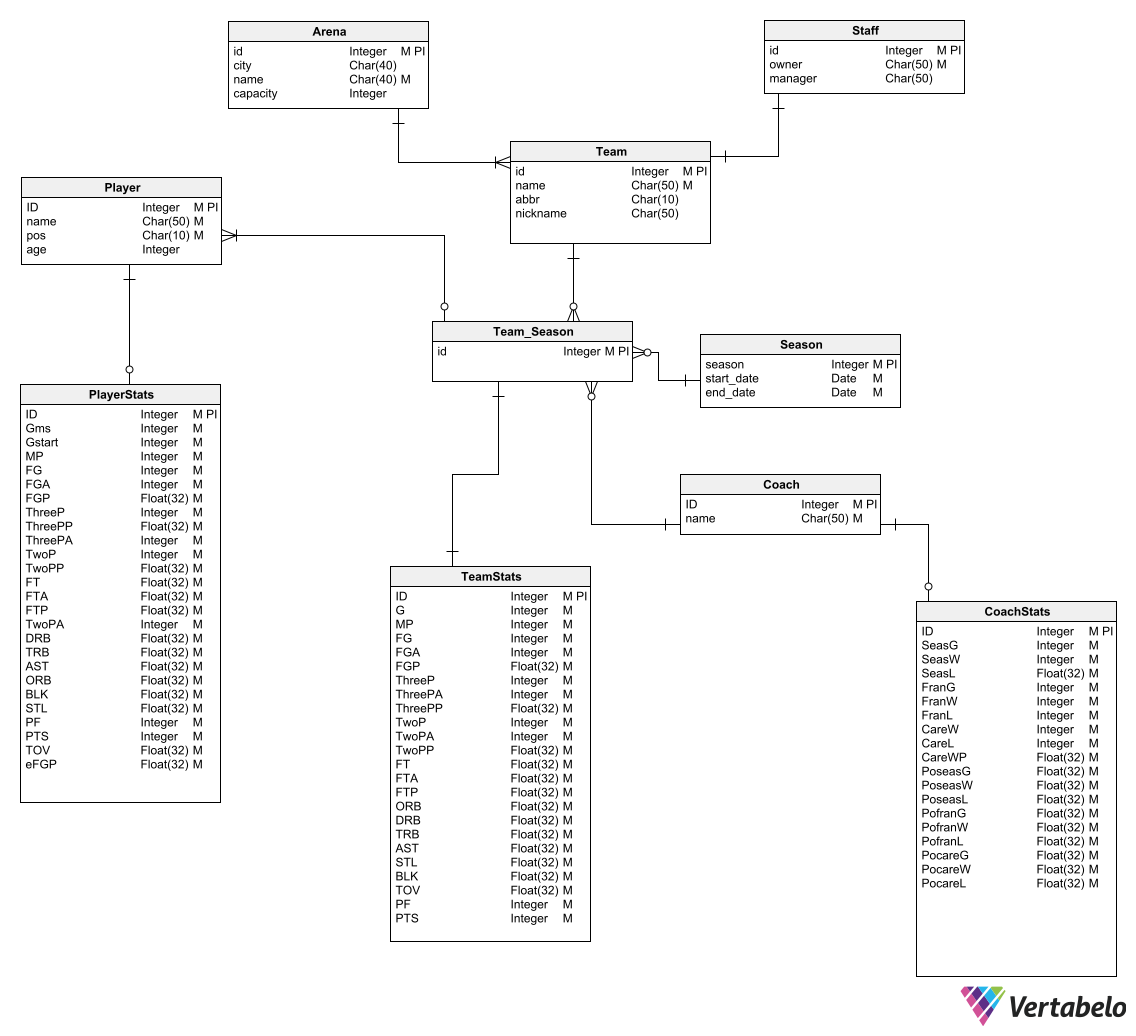 Arena
id Integer M PI
city Char(40)
name Char(40) M
capacity Integer
Staff
id Integer M PI
owner Char(50) M
manager Char(50)
Team
id Integer M PI
name Char(50) M
abbr Char(10)
nickname Char(50)
Player
ID Integer M PI
name Char(50) M
pos Char(10) M
age Integer
Team_Season
id Integer M PI
Season
season Integer M PI
start_date Date M
end_date Date M
PlayerStats
ID Integer M PI
Gms Integer M
Gstart Integer M
MP Integer M
FG Integer M
FGA Integer M
FGP Float(32) M
ThreeP Integer M
ThreePP Float(32) M
ThreePA Integer M
TwoP Integer M
TwoPP Float(32) M
FT Float(32) M
FTA Float(32) M
FTP Float(32) M
TwoPA Integer M
DRB Float(32) M
TRB Float(32) M
AST Float(32) M
ORB Float(32) M
BLK Float(32) M
STL Float(32) M
PF Integer M
PTS Integer M
TOV Float(32) M
eFGP Float(32) M
Coach
ID Integer M PI
name Char(50) M
TeamStats
ID Integer M PI
G Integer M
MP Integer M
FG Integer M
FGA Integer M
FGP Float(32) M
ThreeP Integer M
ThreePA Integer M
ThreePP Float(32) M
TwoP Integer M
TwoPA Integer M
TwoPP Float(32) M
FT Float(32) M
FTA Float(32) M
FTP Float(32) M
ORB Float(32) M
DRB Float(32) M
TRB Float(32) M
AST Float(32) M
STL Float(32) M
BLK Float(32) M
TOV Float(32) M
PF Integer M
PTS Integer M
CoachStats
ID Integer M PI
SeasG Integer M
SeasW Integer M
SeasL Float(32) M
FranG Integer M
FranW Integer M
FranL Integer M
CareW Integer M
CareL Integer M
CareWP Float(32) M
PoseasG Float(32) M
PoseasW Float(32) M
PoseasL Float(32) M
PofranG Float(32) M
PofranW Float(32) M
PofranL Float(32) M
PocareG Float(32) M
PocareW Float(32) M
PocareL Float(32) M
Vertabelo